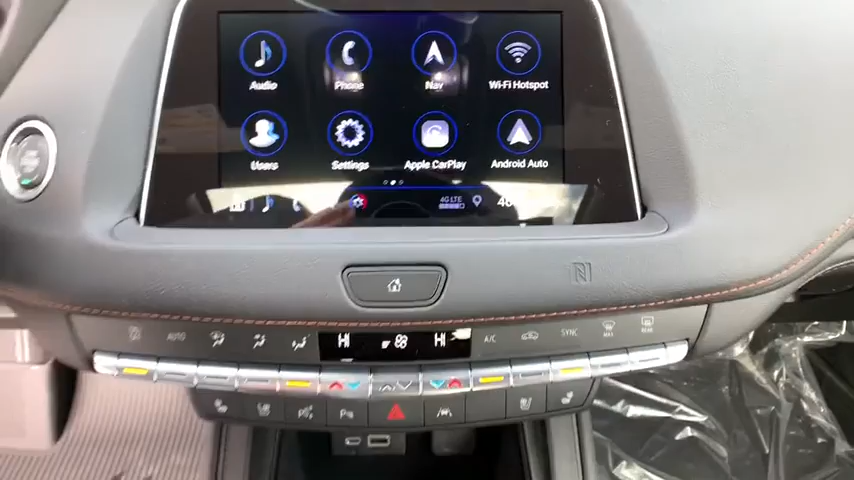 Audio Phone Nav Wi-Fi Hotspot
Users Settings Apple CarPlay Android Auto
4G LTE
AUTO HI HI A/C SYNC MAX REAR